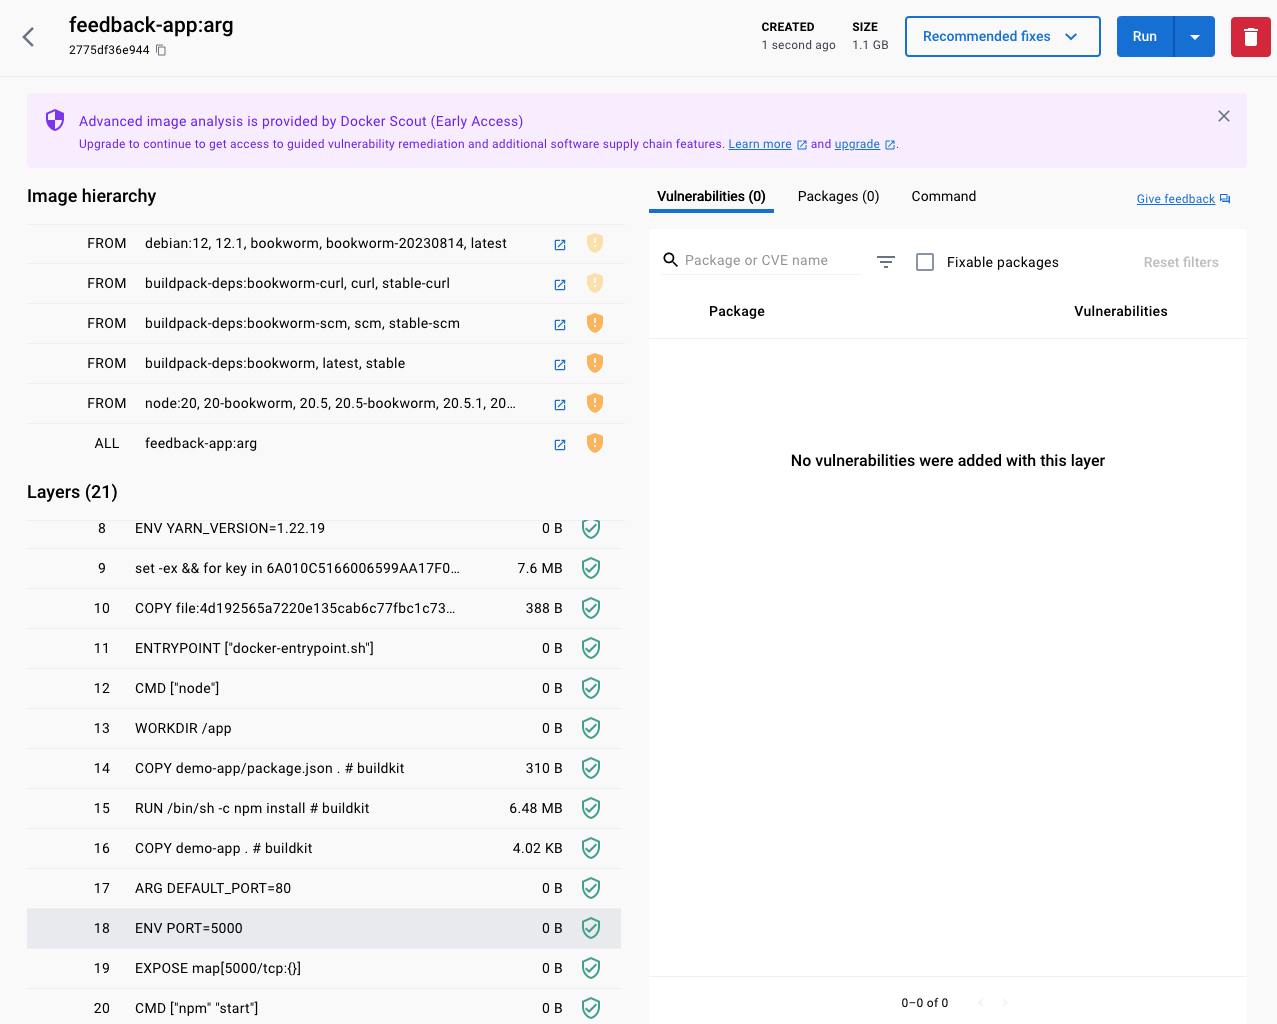 feedback-app:arg
2775df36e944
CREATED
1 second ago
SIZE
1.1 GB
Recommended fixes
Run
Advanced image analysis is provided by Docker Scout (Early Access)
Upgrade to continue to get access to guided vulnerability remediation and additional software supply chain features. Learn more and upgrade .
Image hierarchy
FROM debian:12, 12.1, bookworm, bookworm-20230814, latest
FROM buildpack-deps:bookworm-curl, curl, stable-curl
FROM buildpack-deps:bookworm-scm, scm, stable-scm
FROM buildpack-deps:bookworm, latest, stable
FROM node:20, 20-bookworm, 20.5, 20.5-bookworm, 20.5.1, 20...
ALL feedback-app:arg
Layers (21)
8 ENV YARN_VERSION=1.22.19 0 B
9 set -ex && for key in 6A010C5166006599AA17F0... 7.6 MB
10 COPY file:4d192565a7220e135cab6c77fbc1c73... 388 B
11 ENTRYPOINT ["docker-entrypoint.sh"] 0 B
12 CMD ["node"] 0 B
13 WORKDIR /app 0 B
14 COPY demo-app/package.json . # buildkit 310 B
15 RUN /bin/sh -c npm install # buildkit 6.48 MB
16 COPY demo-app . # buildkit 4.02 KB
17 ARG DEFAULT_PORT=80 0 B
18 ENV PORT=5000 0 B
19 EXPOSE map[5000/tcp:{}] 0 B
20 CMD ["npm" "start"] 0 B
Vulnerabilities (0) Packages (0) Command Give feedback
Package or CVE name Fixable packages Reset filters
Package Vulnerabilities
No vulnerabilities were added with this layer
0–0 of 0